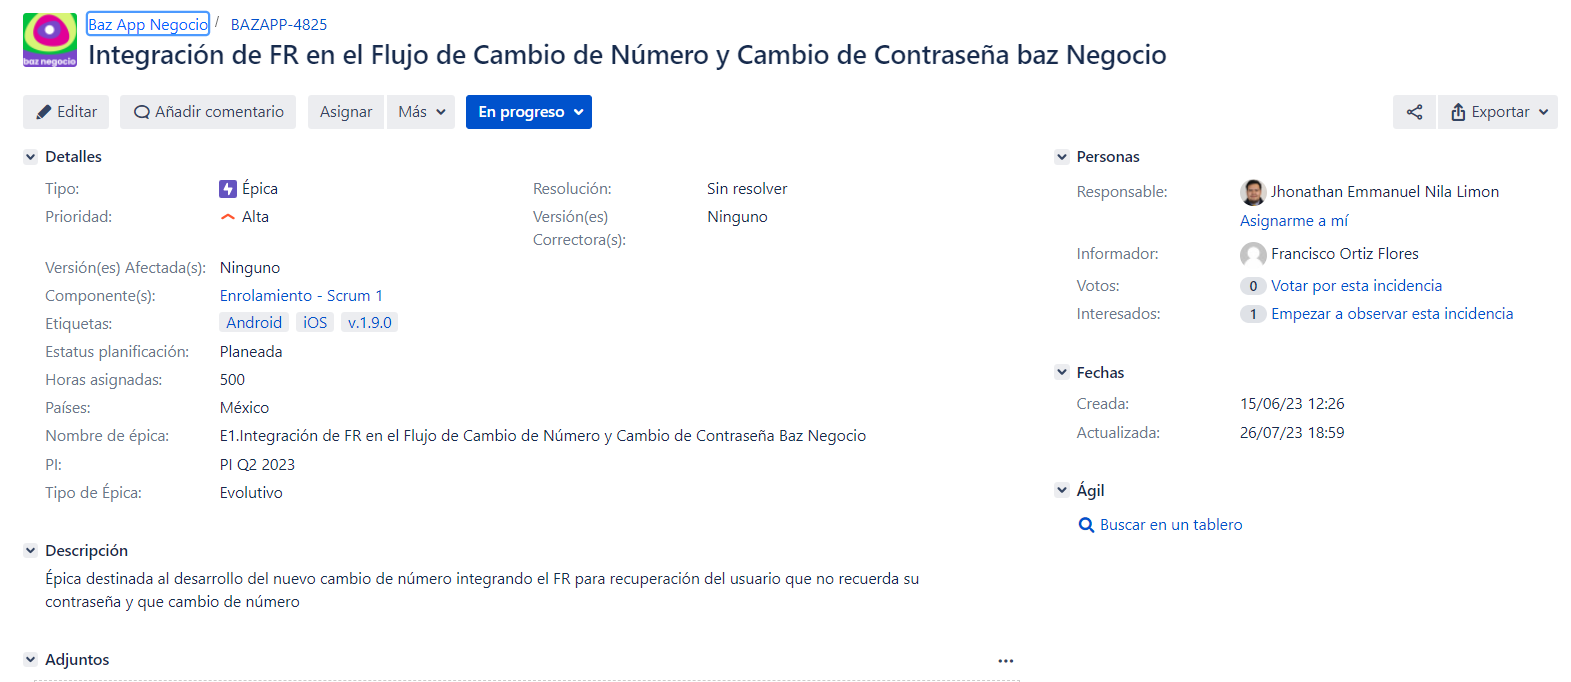 baz negocio
Baz App Negocio / BAZAPP-4825
Integración de FR en el Flujo de Cambio de Número y Cambio de Contraseña baz Negocio
Editar Añadir comentario Asignar Más En progreso Exportar
Detalles
Tipo: Épica Resolución: Sin resolver
Prioridad: Alta Versión(es) Ninguno
Correctora(s):
Versión(es) Afectada(s): Ninguno
Componente(s): Enrolamiento - Scrum 1
Etiquetas: Android iOS v.1.9.0
Estatus planificación: Planeada
Horas asignadas: 500
Países: México
Nombre de épica: E1.Integración de FR en el Flujo de Cambio de Número y Cambio de Contraseña Baz Negocio
PI: PI Q2 2023
Tipo de Épica: Evolutivo
Descripción
Épica destinada al desarrollo del nuevo cambio de número integrando el FR para recuperación del usuario que no recuerda su
contraseña y que cambio de número
Adjuntos
Personas
Responsable: Jhonathan Emmanuel Nila Limon
Asignarme a mí
Informador: Francisco Ortiz Flores
Votos: 0 Votar por esta incidencia
Interesados: 1 Empezar a observar esta incidencia
Fechas
Creada: 15/06/23 12:26
Actualizada: 26/07/23 18:59
Ágil
Buscar en un tablero